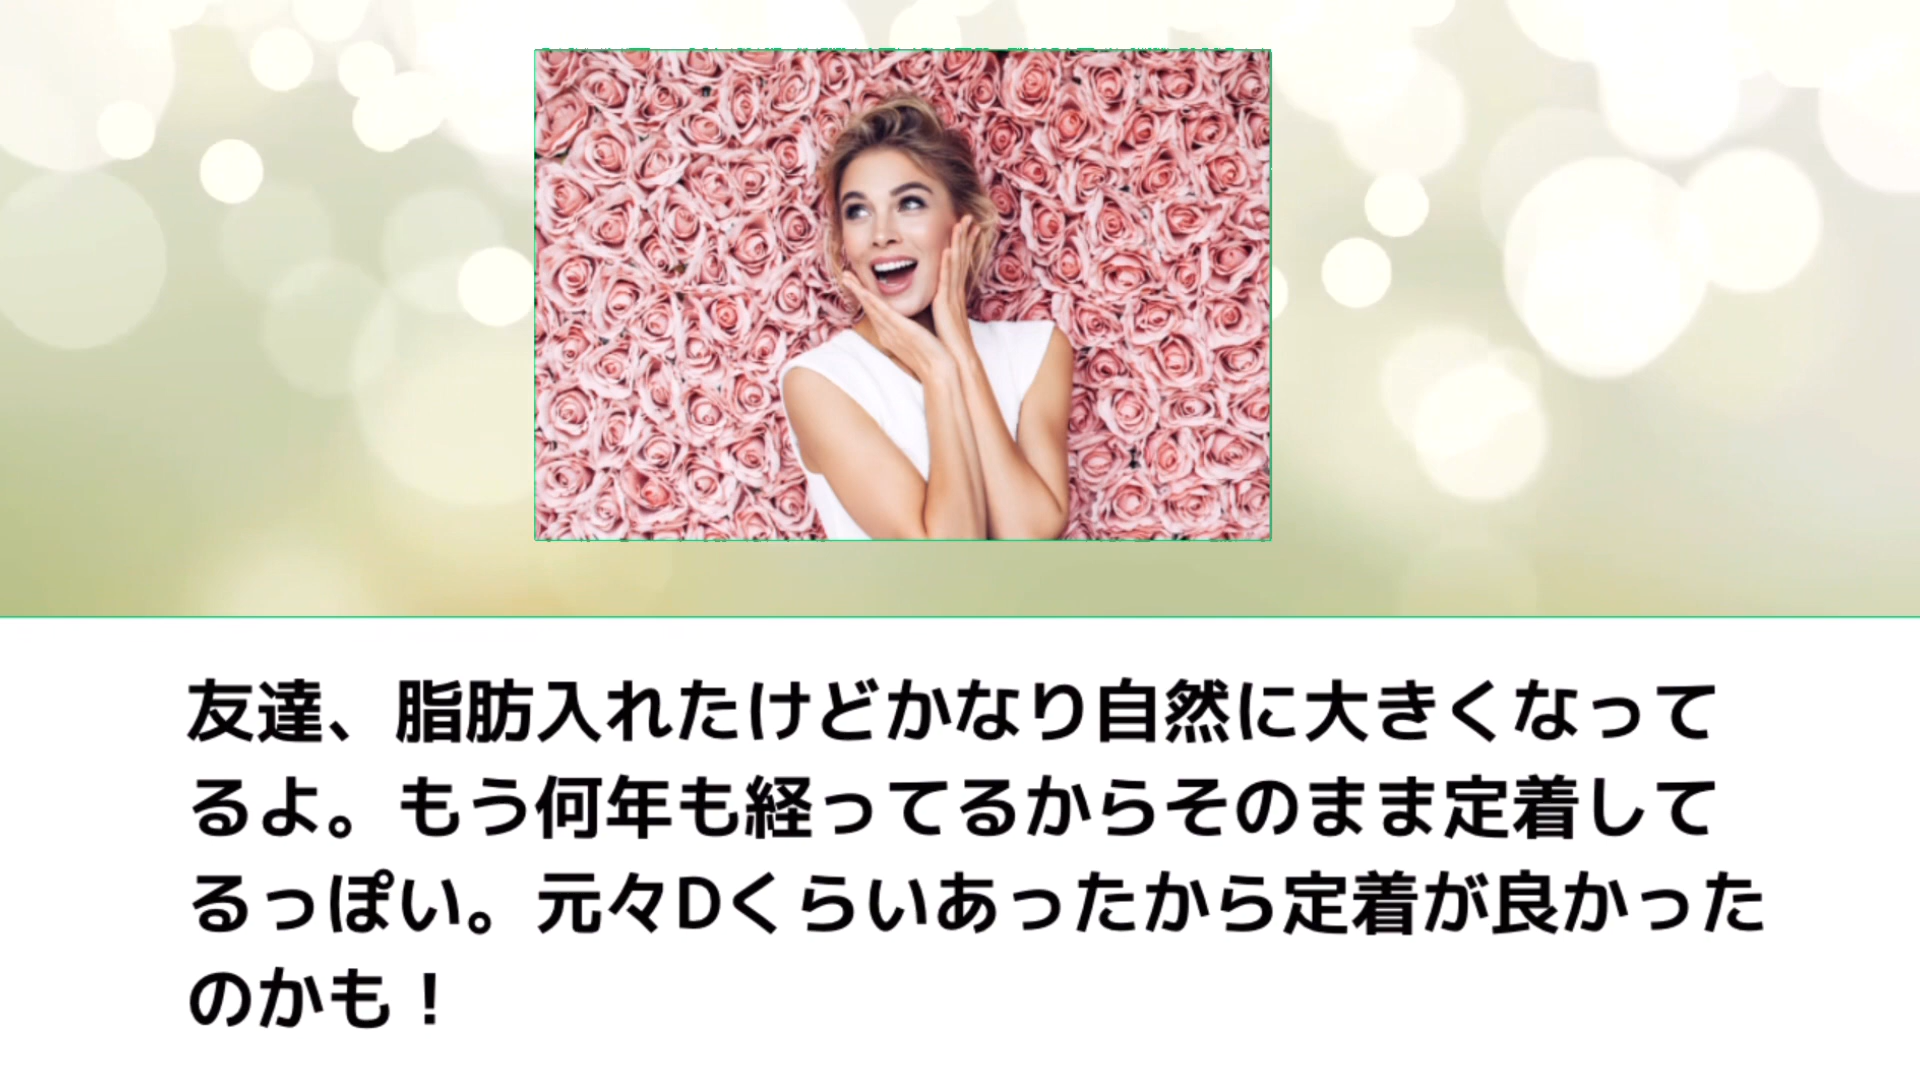 友達、脂肪入れたけどかなり自然に大きくなって
るよ。もう何年も経ってるからそのまま定着して
るっぽい。元々Dくらいあったから定着が良かった
のかも！